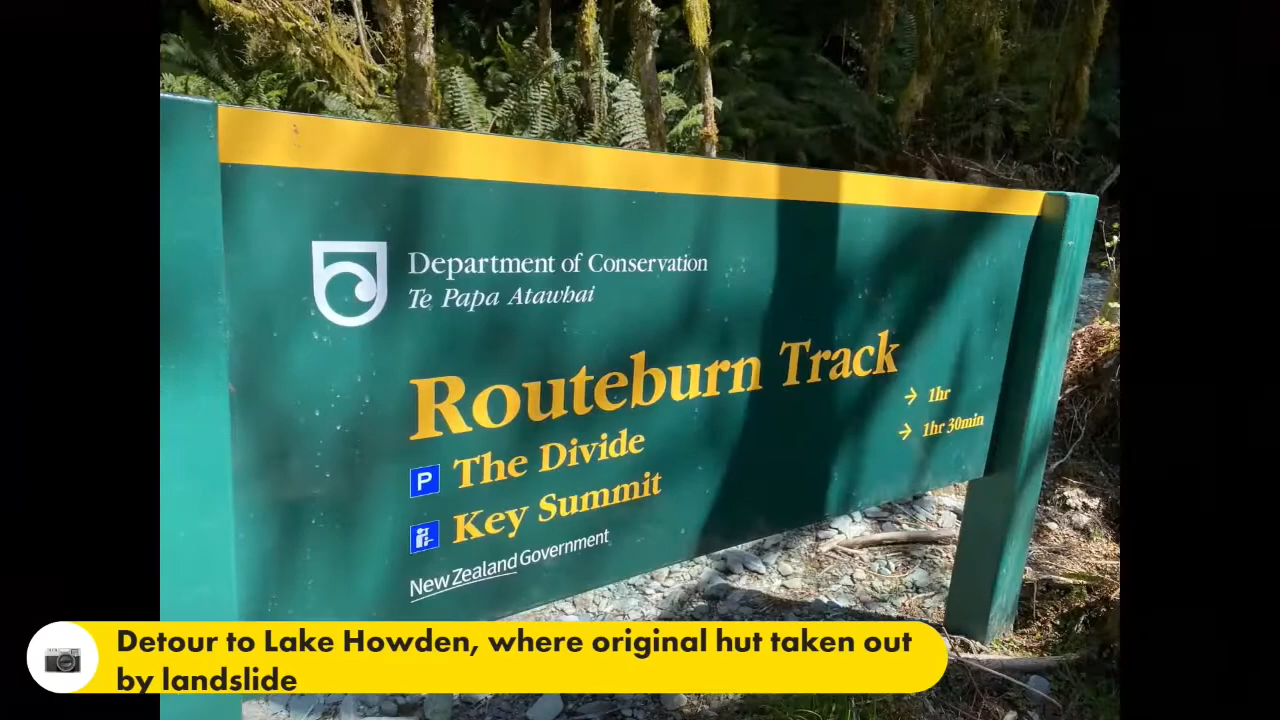 Department of Conservation
Te Papa Atawhai
Routeburn Track
P The Divide → 1hr
Key Summit → 1hr 30min
New Zealand Government
Detour to Lake Howden, where original hut taken out
by landslide